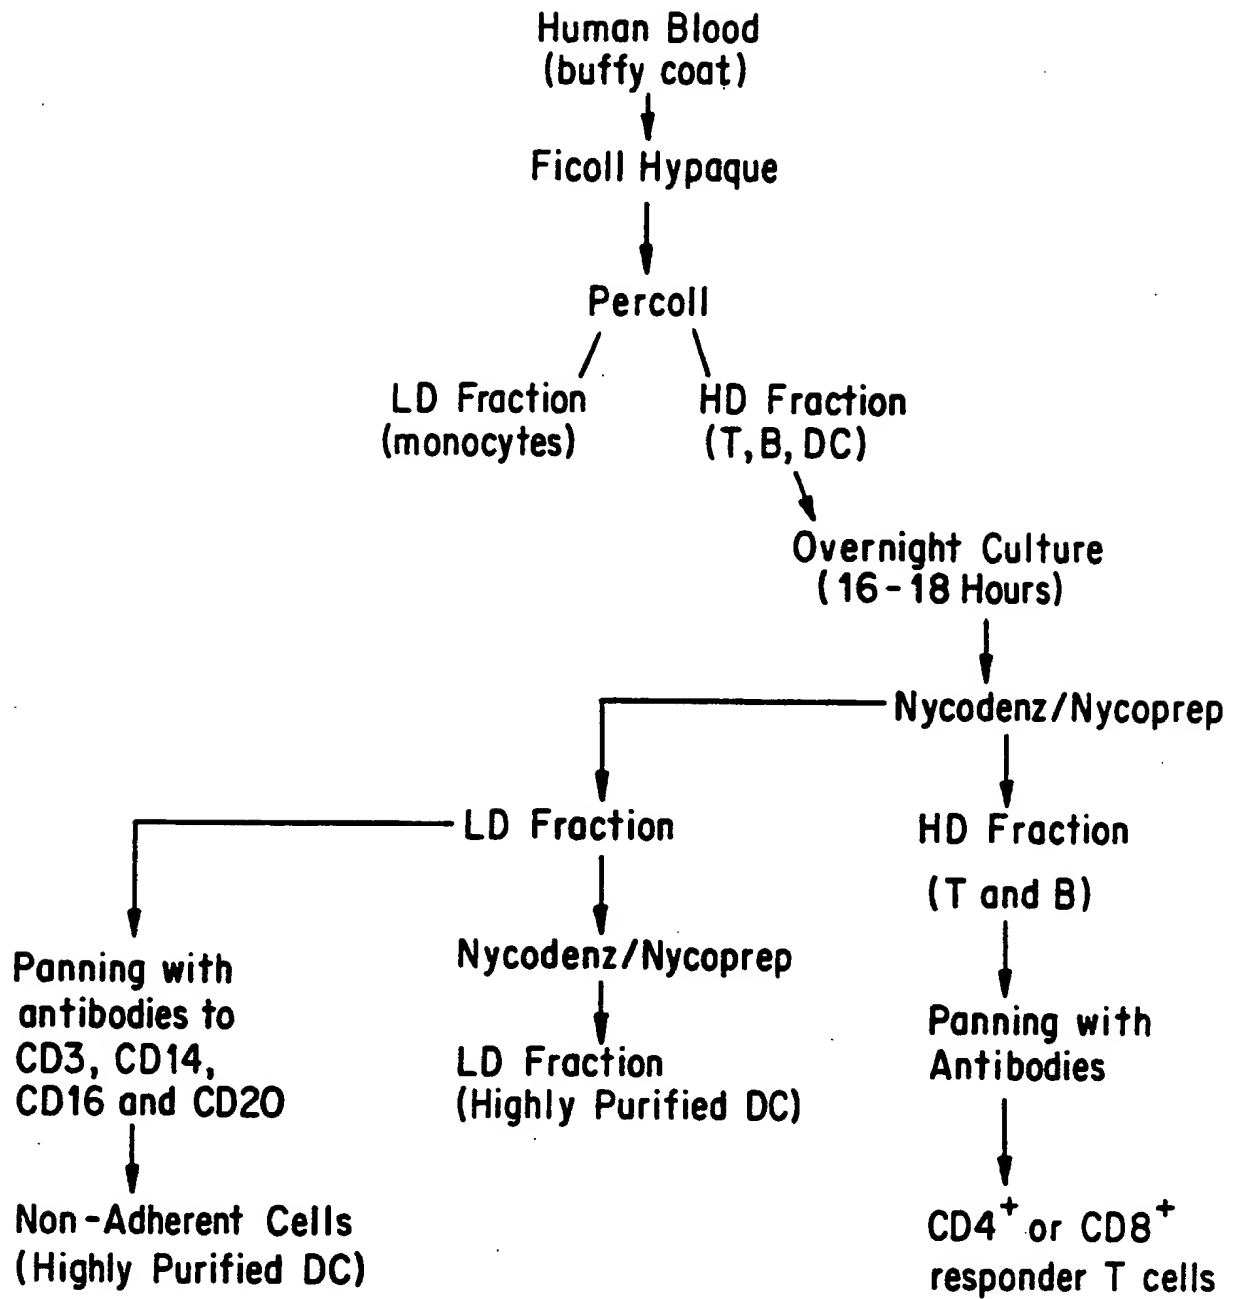 Human Blood
(buffy coat)
Ficoll Hypaque
Percoll
LD Fraction
(monocytes)
HD Fraction
(T, B, DC)
Overnight Culture
(16-18 Hours)
Nycodenz/Nycoprep
LD Fraction
HD Fraction
(T and B)
Panning with
antibodies to
CD3, CD14,
CD16 and CD20
Nycodenz/Nycoprep
LD Fraction
(Highly Purified DC)
Panning with
Antibodies
Non-Adherent Cells
(Highly Purified DC)
CD4⁺ or CD8⁺
responder T cells